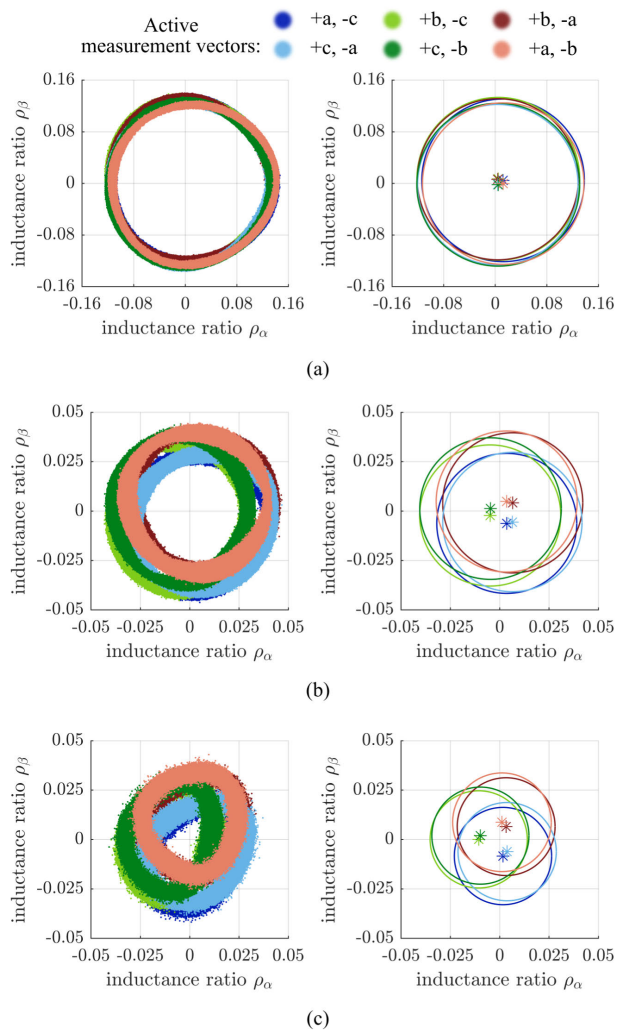 Active measurement vectors:
+a, -c
+b, -c
+b, -a
+c, -a
+c, -b
+a, -b
0.16
0.08
0
-0.08
-0.16
inductance ratio ρβ
-0.16 -0.08 0 0.08 0.16
inductance ratio ρα
0.16
0.08
0
-0.08
-0.16
inductance ratio ρβ
-0.16 -0.08 0 0.08 0.16
inductance ratio ρα
(a)
0.05
0.025
0
-0.025
-0.05
inductance ratio ρβ
-0.05 -0.025 0 0.025 0.05
inductance ratio ρα
0.05
0.025
0
-0.025
-0.05
inductance ratio ρβ
-0.05 -0.025 0 0.025 0.05
inductance ratio ρα
(b)
0.05
0.025
0
-0.025
-0.05
inductance ratio ρβ
-0.05 -0.025 0 0.025 0.05
inductance ratio ρα
0.05
0.025
0
-0.025
-0.05
inductance ratio ρβ
-0.05 -0.025 0 0.025 0.05
inductance ratio ρα
(c)